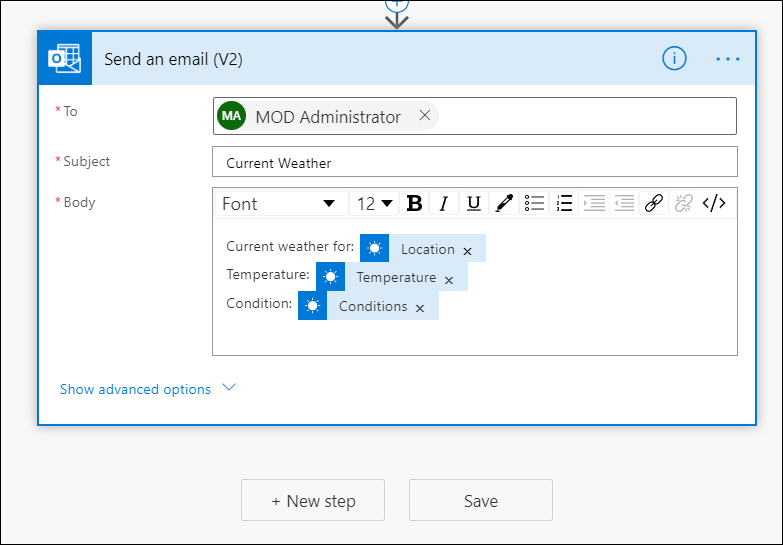 Send an email (V2)
* To
MA MOD Administrator ×
* Subject
Current Weather
* Body
Font 12 B I U </>
Current weather for: Location ×
Temperature: Temperature ×
Condition: Conditions ×
Show advanced options
+ New step
Save